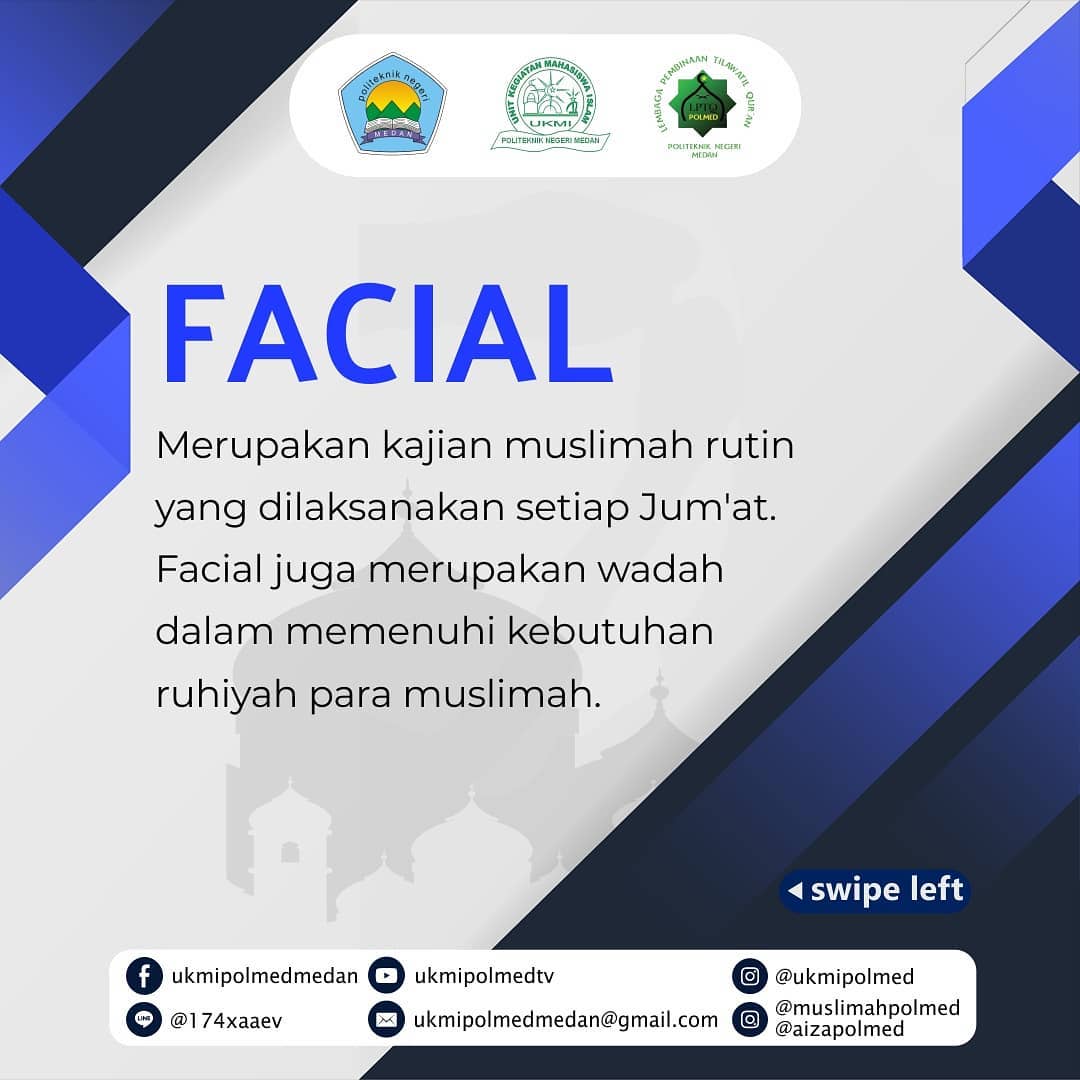 politeknik negeri
MEDAN
UNIT KEGIATAN MAHASISWA ISLAM
UKMI
POLITEKNIK NEGERI MEDAN
LEMBAGA PEMBINAAN TILAWATIL QUR'AN
LPTQ
POLMED
POLITEKNIK NEGERI
MEDAN
FACIAL
Merupakan kajian muslimah rutin
yang dilaksanakan setiap Jum'at.
Facial juga merupakan wadah
dalam memenuhi kebutuhan
ruhiyah para muslimah.
swipe left
ukmipolmedmedan
ukmipolmedtv
@ukmipolmed
LINE
@174xaaev
ukmipolmedmedan@gmail.com
@muslimahpolmed
@aizapolmed